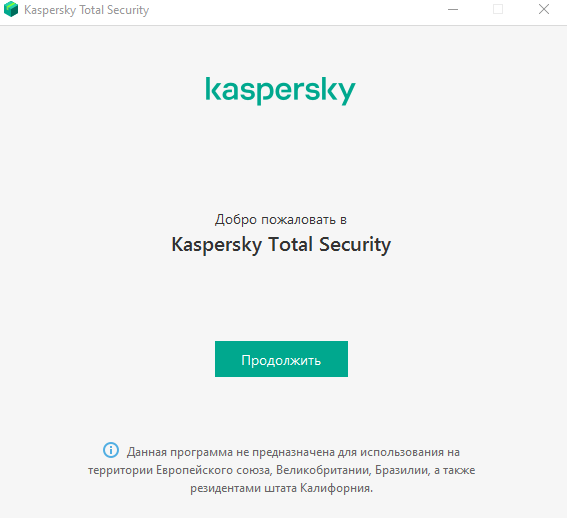 Kaspersky Total Security
kaspersky
Добро пожаловать в
Kaspersky Total Security
Продолжить
Данная программа не предназначена для использования на
территории Европейского союза, Великобритании, Бразилии, а также
резидентами штата Калифорния.